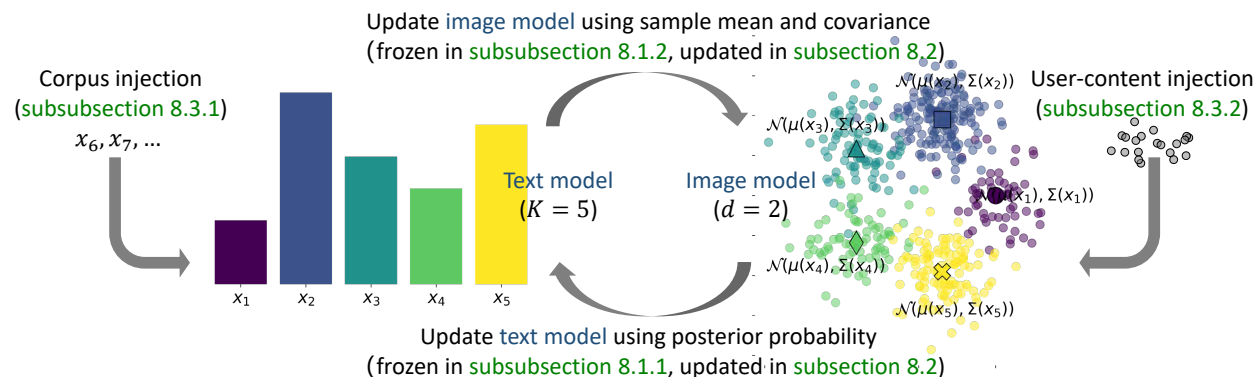 Update image model using sample mean and covariance
(frozen in subsubsection 8.1.2, updated in subsection 8.2)
Corpus injection
(subsubsection 8.3.1)
x₆, x₇, ...
Text model
(K = 5)
Image model
(d = 2)
x₁
x₂
x₃
x₄
x₅
𝒩(μ(x₂), Σ(x₂))
𝒩(μ(x₃), Σ(x₃))
𝒩(μ(x₁), Σ(x₁))
𝒩(μ(x₄), Σ(x₄))
𝒩(μ(x₅), Σ(x₅))
User-content injection
(subsubsection 8.3.2)
Update text model using posterior probability
(frozen in subsubsection 8.1.1, updated in subsection 8.2)